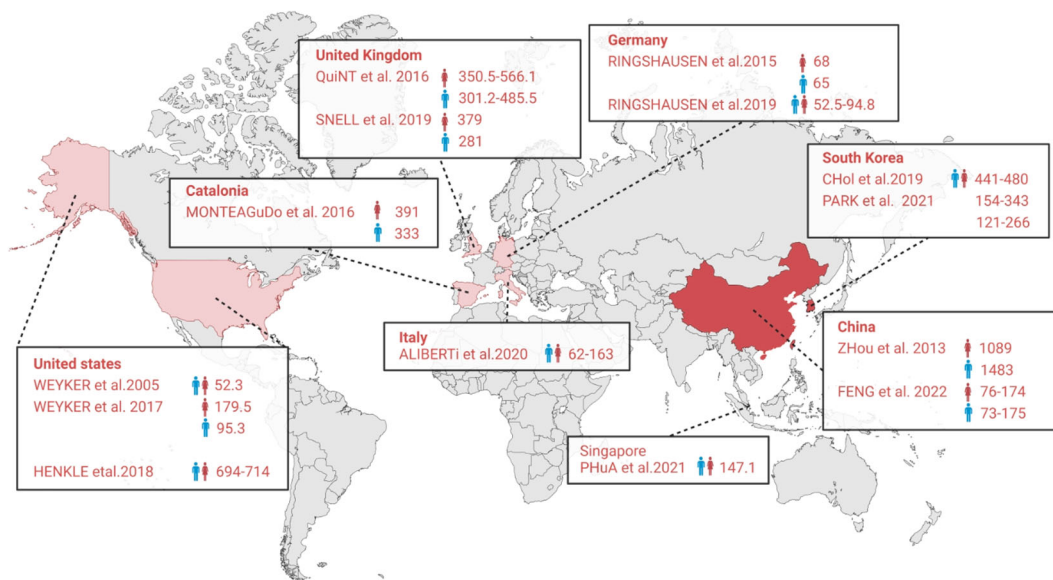 United Kingdom
QuiNT et al. 2016 350.5-566.1
301.2-485.5
SNELL et al. 2019 379
281
Germany
RINGSHAUSEN et al.2015 68
65
RINGSHAUSEN et al.2019 52.5-94.8
South Korea
CHol et al.2019 441-480
PARK et al. 2021 154-343
121-266
Catalonia
MONTEAGuDo et al. 2016 391
333
Italy
ALIBERTi et al.2020 62-163
China
ZHou et al. 2013 1089
1483
FENG et al. 2022 76-174
73-175
United states
WEYKER et al.2005 52.3
WEYKER et al. 2017 179.5
95.3
HENKLE etal.2018 694-714
Singapore
PHuA et al.2021 147.1